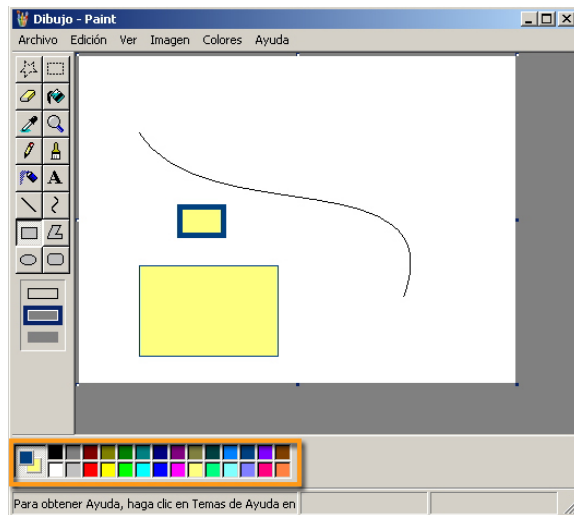 Dibujo - Paint
Archivo Edición Ver Imagen Colores Ayuda
A
Para obtener Ayuda, haga clic en Temas de Ayuda en